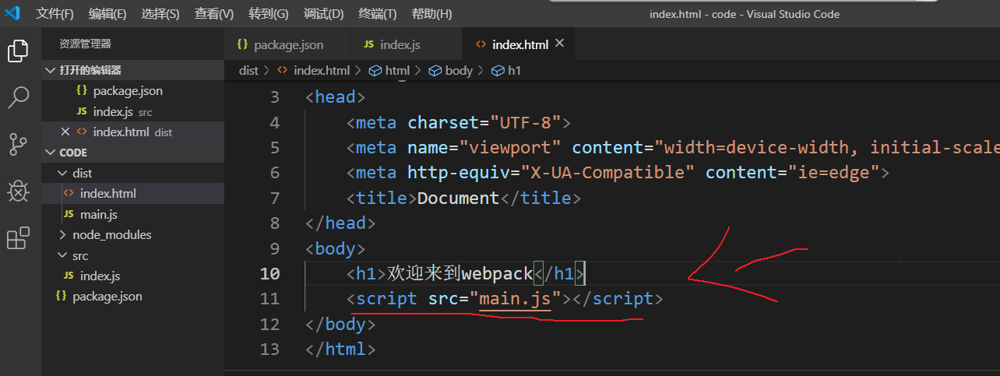 文件(F) 编辑(E) 选择(S) 查看(V) 转到(G) 调试(D) 终端(T) 帮助(H) index.html - code - Visual Studio Code
资源管理器
打开的编辑器
package.json
JS index.js src
index.html dist
CODE
dist
index.html
JS main.js
node_modules
src
JS index.js
package.json
{} package.json JS index.js <> index.html
dist > <> index.html > html > body > h1
3 <head>
4 <meta charset="UTF-8">
5 <meta name="viewport" content="width=device-width, initial-scale
6 <meta http-equiv="X-UA-Compatible" content="ie=edge">
7 <title>Document</title>
8 </head>
9 <body>
10 <h1>欢迎来到webpack</h1>
11 <script src="main.js"></script>
12 </body>
13 </html>